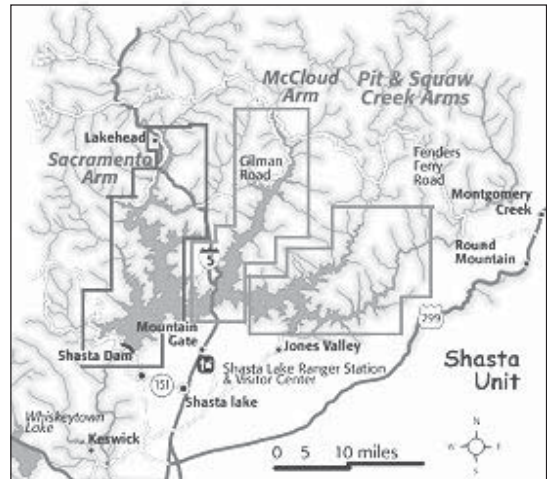 McCloud
Arm
Pit & Squaw
Creek Arms
Lakehead
Sacramento
Arm
Gilman
Road
Fenders
Ferry
Road
Montgomery
Creek
Round
Mountain
5
299
Mountain
Gate
Shasta Dam
Jones Valley
Shasta Lake Ranger Station
& Visitor Center
151
Shasta lake
Shasta
Unit
Whiskeytown
Lake
Keswick
0 5 10 miles
N
W
E
S